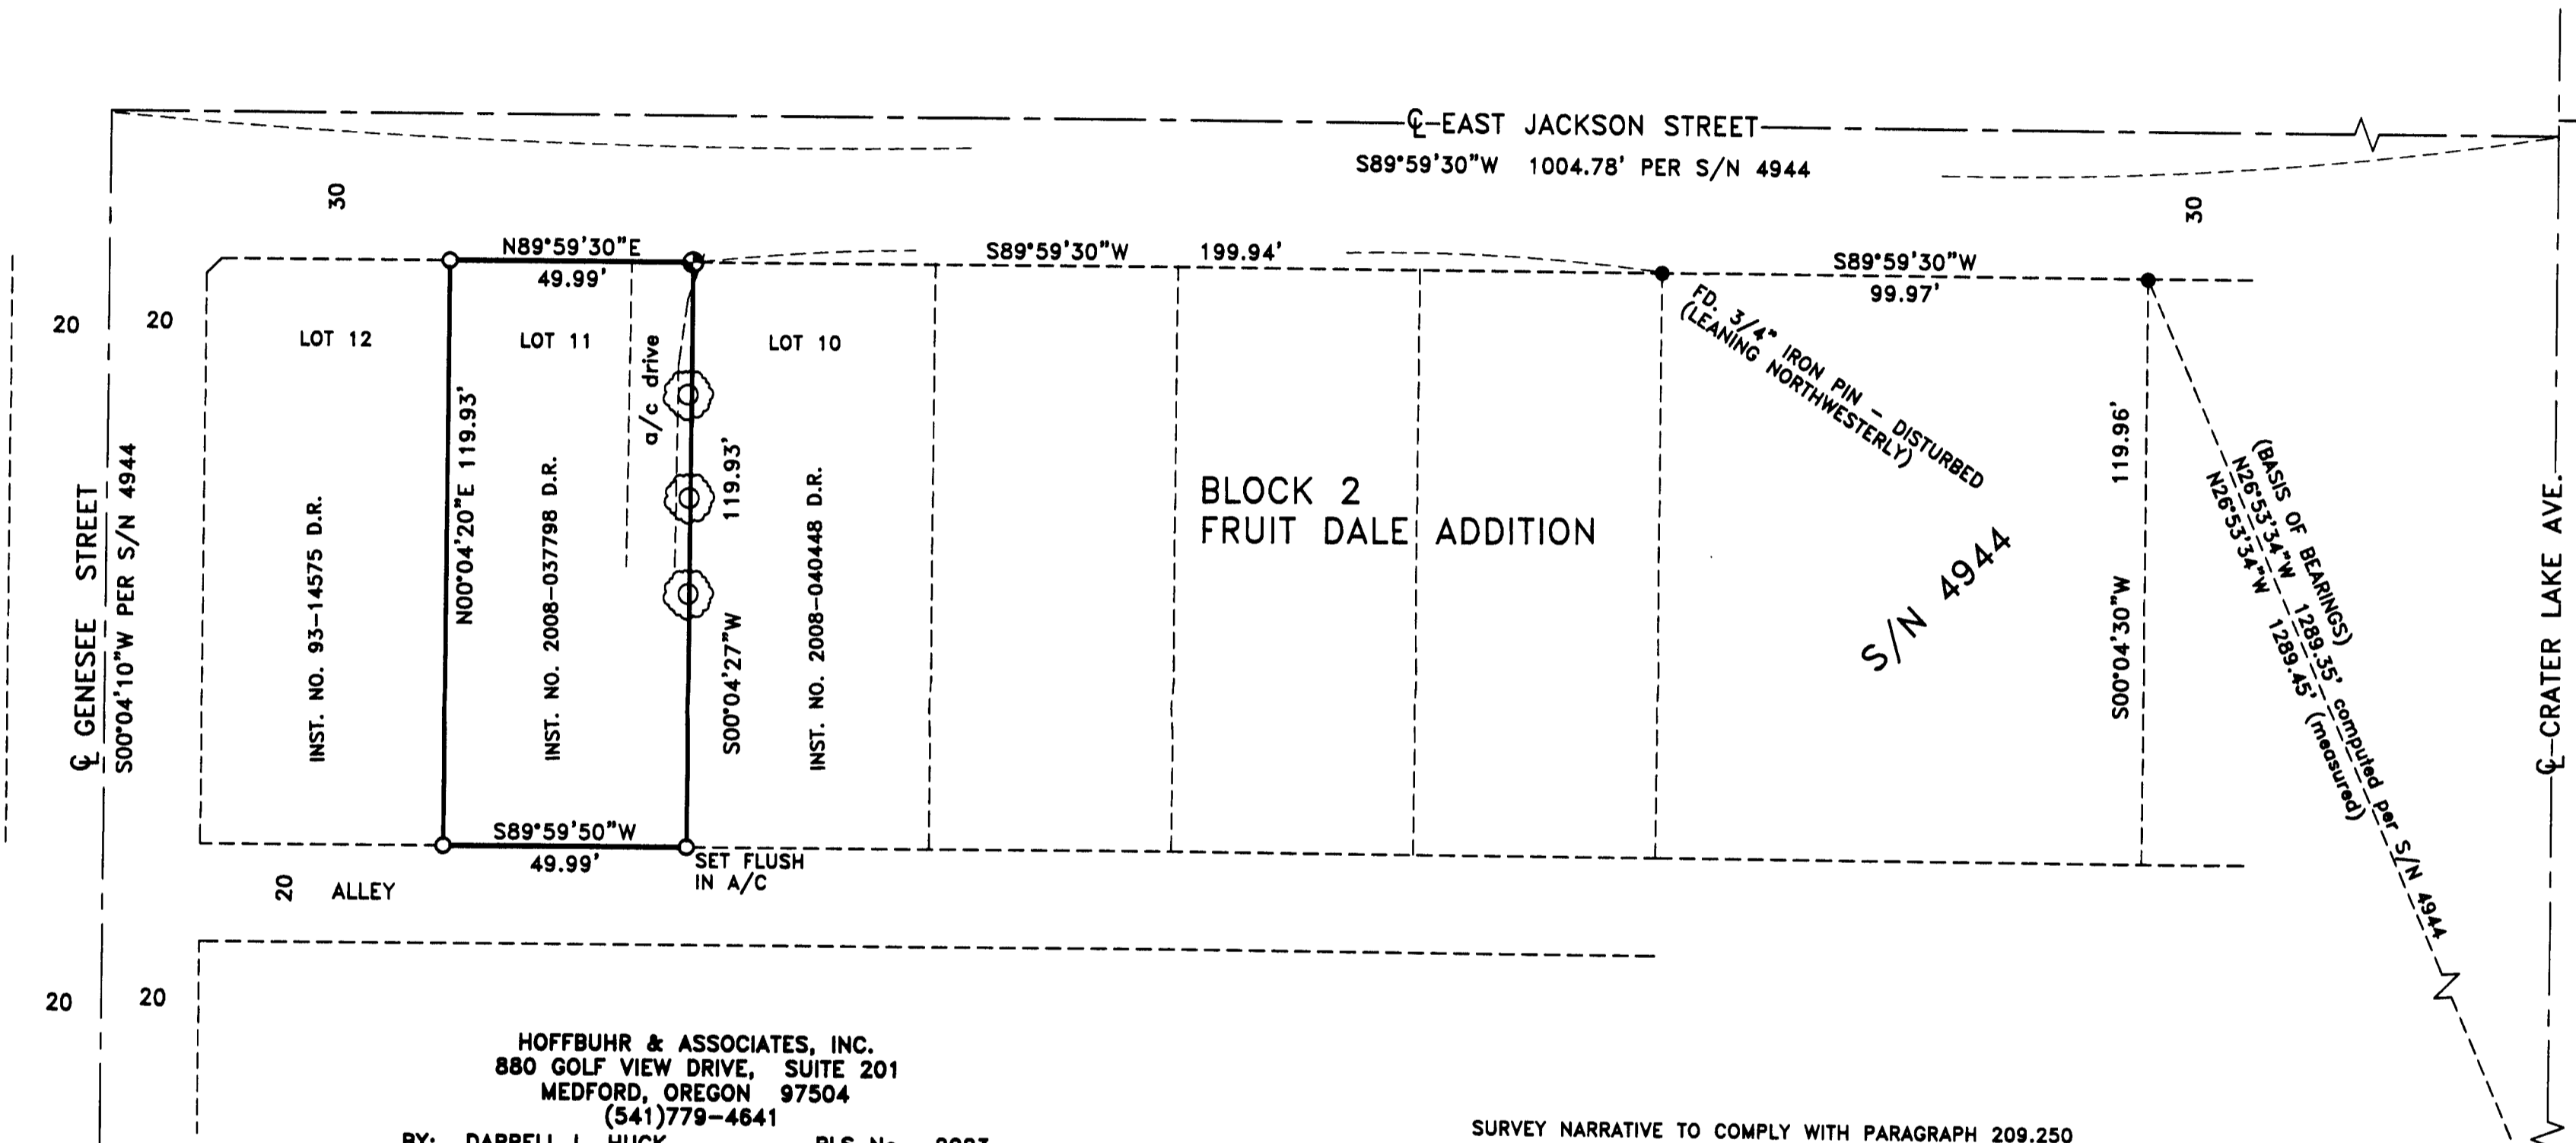 ℄ EAST JACKSON STREET
S89°59'30"W 1004.78' PER S/N 4944
30
30
N89°59'30"E
49.99'
S89°59'30"W 199.94'
S89°59'30"W
99.97'
20
20
LOT 12
LOT 11
LOT 10
a/c drive
FD. 3/4" IRON PIN – DISTURBED
(LEANING NORTHWESTERLY)
℄ GENESEE STREET
S00°04'10"W PER S/N 4944
INST. NO. 93-14575 D.R.
N00°04'20"E 119.93'
INST. NO. 2008-037798 D.R.
S00°04'27"W 119.93'
INST. NO. 2008-040448 D.R.
BLOCK 2
FRUIT DALE ADDITION
S/N 4944
S00°04'30"W 119.96'
(BASIS OF BEARINGS)
N26°53'34"W 1289.35' computed per S/N 4944
N26°53'34"W 1289.45' (measured)
℄ CRATER LAKE AVE.
S89°59'50"W
49.99'
SET FLUSH
IN A/C
20 ALLEY
20
20
HOFFBUHR & ASSOCIATES, INC.
880 GOLF VIEW DRIVE, SUITE 201
MEDFORD, OREGON 97504
(541)779-4641
BY: DARRELL L. HUCK PLS No.
SURVEY NARRATIVE TO COMPLY WITH PARAGRAPH 209.250